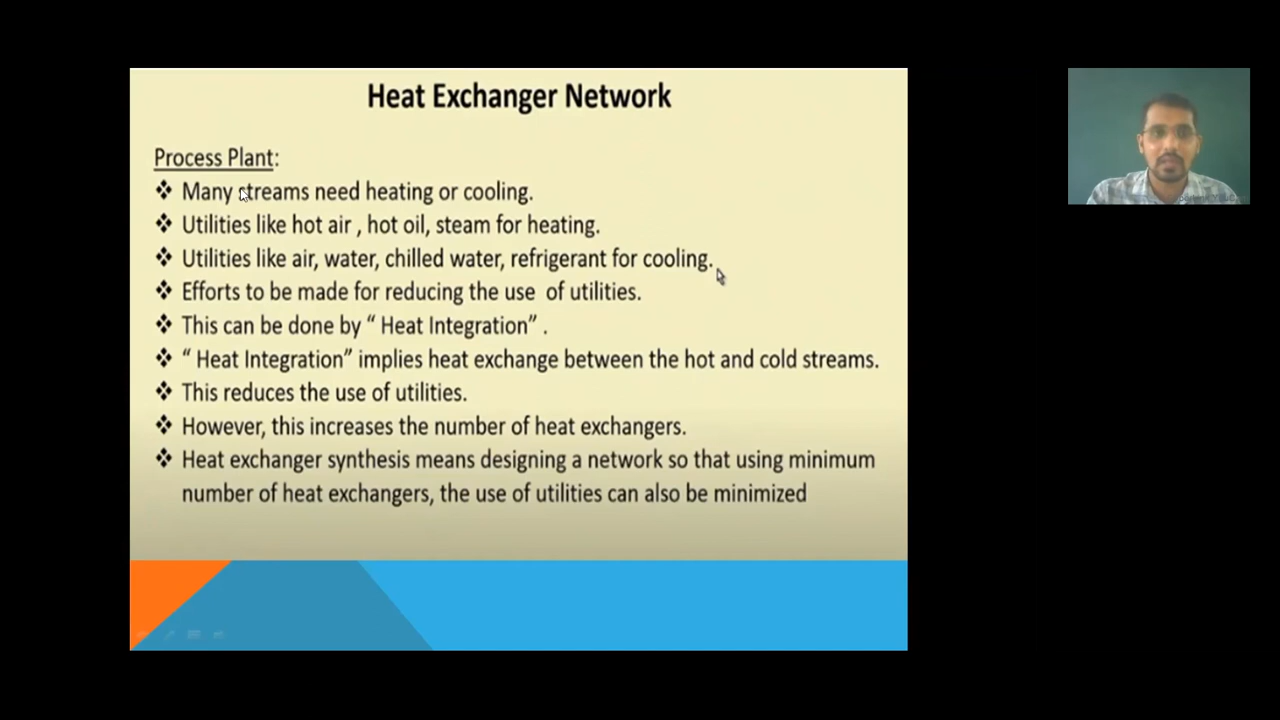 Heat Exchanger Network
Process Plant:
❖ Many streams need heating or cooling.
❖ Utilities like hot air , hot oil, steam for heating.
❖ Utilities like air, water, chilled water, refrigerant for cooling.
❖ Efforts to be made for reducing the use of utilities.
❖ This can be done by “ Heat Integration” .
❖ “ Heat Integration” implies heat exchange between the hot and cold streams.
❖ This reduces the use of utilities.
❖ However, this increases the number of heat exchangers.
❖ Heat exchanger synthesis means designing a network so that using minimum
number of heat exchangers, the use of utilities can also be minimized